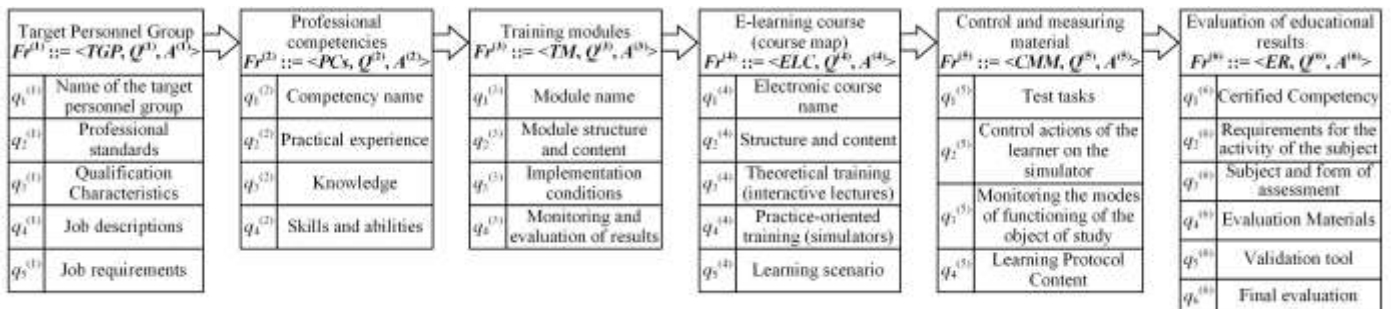 Target Personnel Group
Fr⁽¹⁾ ::= <TGP, Q⁽¹⁾, A⁽¹⁾>
q₁⁽¹⁾ Name of the target
personnel group
q₂⁽¹⁾ Professional
standards
q₃⁽¹⁾ Qualification
Characteristics
q₄⁽¹⁾ Job descriptions
q₅⁽¹⁾ Job requirements
Professional
competencies
Fr⁽²⁾ ::= <PCs, Q⁽²⁾, A⁽²⁾>
q₁⁽²⁾ Competency name
q₂⁽²⁾ Practical experience
q₃⁽²⁾ Knowledge
q₄⁽²⁾ Skills and abilities
Training modules
Fr⁽³⁾ ::= <TM, Q⁽³⁾, A⁽³⁾>
q₁⁽³⁾ Module name
q₂⁽³⁾ Module structure
and content
q₃⁽³⁾ Implementation
conditions
q₄⁽³⁾ Monitoring and
evaluation of results
E-learning course
(course map)
Fr⁽⁴⁾ ::= <ELC, Q⁽⁴⁾, A⁽⁴⁾>
q₁⁽⁴⁾ Electronic course
name
q₂⁽⁴⁾ Structure and content
q₃⁽⁴⁾ Theoretical training
(interactive lectures)
q₄⁽⁴⁾ Practice-oriented
training (simulators)
q₅⁽⁴⁾ Learning scenario
Control and measuring
material
Fr⁽⁵⁾ ::= <CMM, Q⁽⁵⁾, A⁽⁵⁾>
q₁⁽⁵⁾ Test tasks
q₂⁽⁵⁾ Control actions of the
learner on the
simulator
q₃⁽⁵⁾ Monitoring the modes
of functioning of the
object of study
q₄⁽⁵⁾ Learning Protocol
Content
Evaluation of educational
results
Fr⁽⁶⁾ ::= <ER, Q⁽⁶⁾, A⁽⁶⁾>
q₁⁽⁶⁾ Certified Competency
q₂⁽⁶⁾ Requirements for the
activity of the subject
q₃⁽⁶⁾ Subject and form of
assessment
q₄⁽⁶⁾ Evaluation Materials
q₅⁽⁶⁾ Validation tool
q₆⁽⁶⁾ Final evaluation